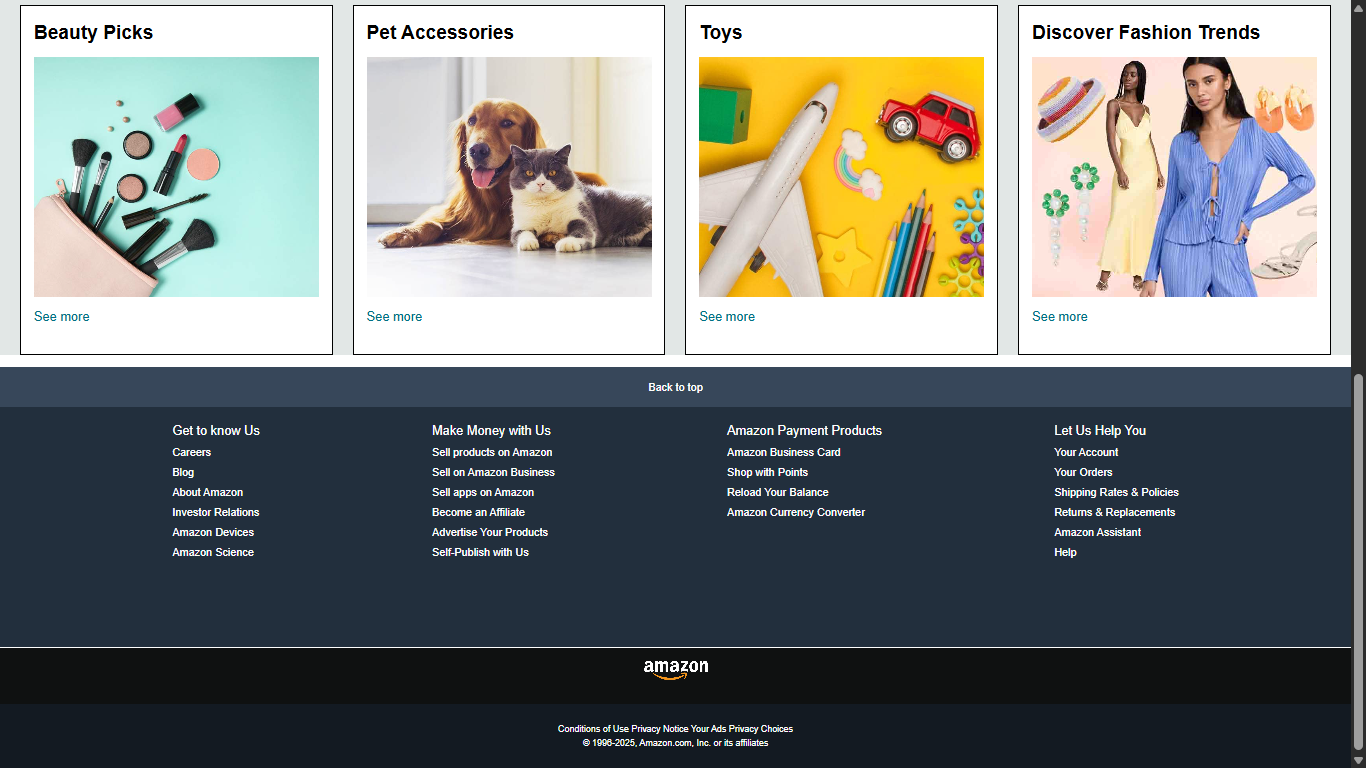 Beauty Picks
Pet Accessories
Toys
Discover Fashion Trends
See more
See more
See more
See more
Back to top
Get to know Us
Careers
Blog
About Amazon
Investor Relations
Amazon Devices
Amazon Science
Make Money with Us
Sell products on Amazon
Sell on Amazon Business
Sell apps on Amazon
Become an Affiliate
Advertise Your Products
Self-Publish with Us
Amazon Payment Products
Amazon Business Card
Shop with Points
Reload Your Balance
Amazon Currency Converter
Let Us Help You
Your Account
Your Orders
Shipping Rates & Policies
Returns & Replacements
Amazon Assistant
Help
amazon
Conditions of Use Privacy Notice Your Ads Privacy Choices
© 1996-2025, Amazon.com, Inc. or its affiliates